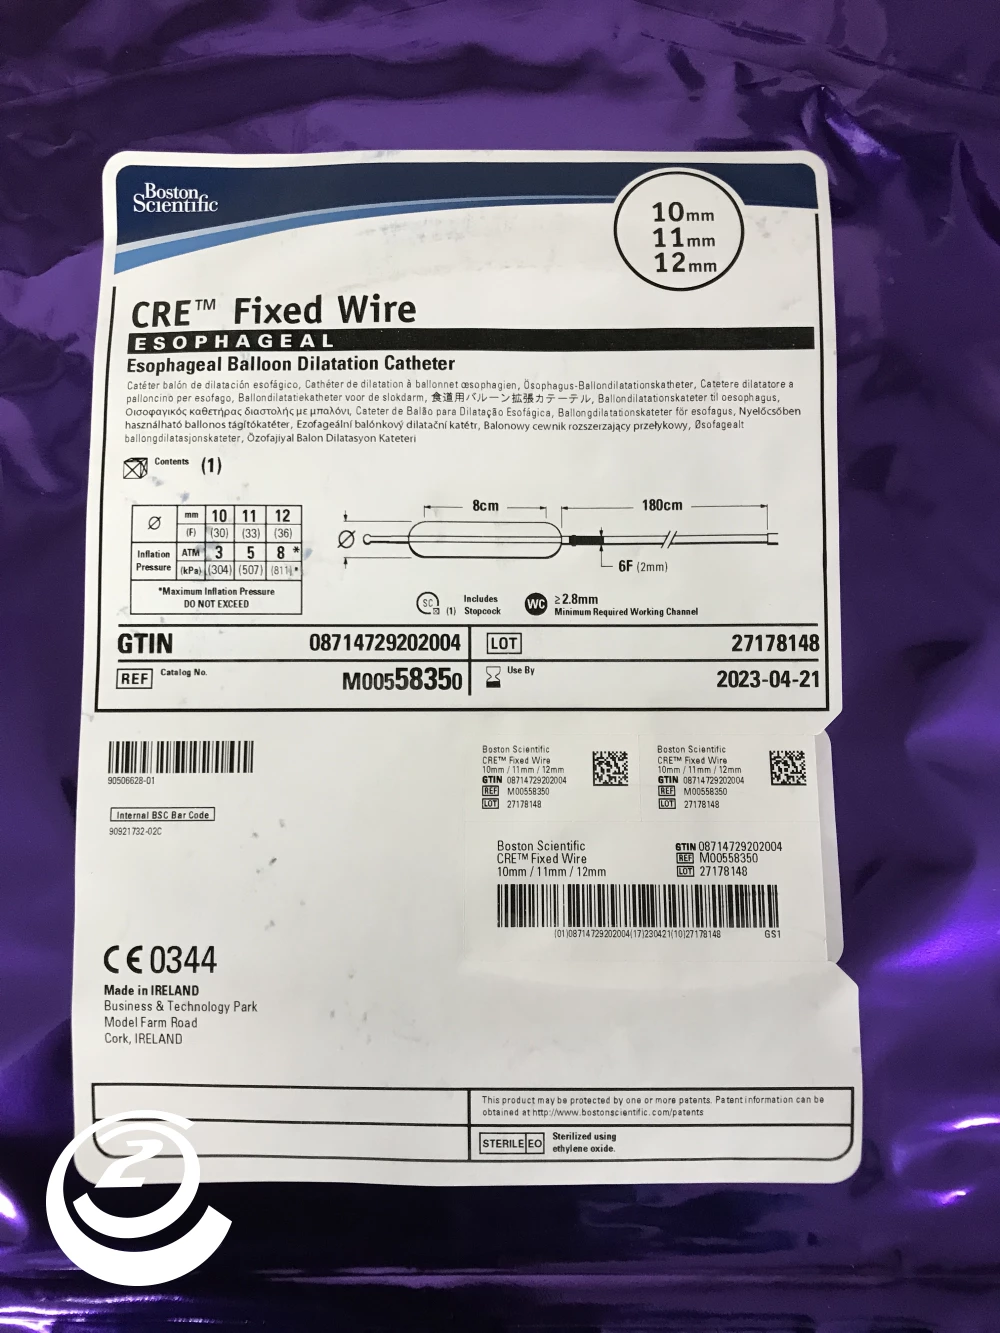 Boston
Scientific
10mm
11mm
12mm
CRE™ Fixed Wire
ESOPHAGEAL
Esophageal Balloon Dilatation Catheter
Catéter balón de dilatación esofágico, Cathéter de dilatation à ballonnet œsophagien, Ösophagus-Ballondilatationskatheter, Catetere dilatatore a
palloncino per esofago, Ballondilatatiekatheter voor de slokdarm, 食道用バルーン拡張カテーテル, Ballondilatationskateter til oesophagus,
Οισοφαγικός καθετήρας διαστολής με μπαλόνι, Cateter de Balão para Dilatação Esofágica, Ballongdilatationskateter för esofagus, Nyelőcsőben
használható ballonos tágítókatéter, Ezofageální balónkový dilatační katétr, Balonowy cewnik rozszerzający przełykowy, Øsofagealt
ballongdilatasjonskateter, Özofajiyal Balon Dilatasyon Kateteri
Contents (1)
Ø mm 10 11 12
(F) (30) (33) (36)
Inflation Pressure ATM 3 5 8 *
(kPa) (304) (507) (811) *
*Maximum Inflation Pressure
DO NOT EXCEED
8cm 180cm
Ø
6F (2mm)
SC (1) Includes Stopcock
WC ≥2.8mm
Minimum Required Working Channel
GTIN 08714729202004
LOT 27178148
REF Catalog No. M00558350
Use By 2023-04-21
90506628-01
Internal BSC Bar Code
90921732-02C
Boston Scientific
CRE™ Fixed Wire
10mm / 11mm / 12mm
GTIN 08714729202004
REF M00558350
LOT 27178148
Boston Scientific
CRE™ Fixed Wire
10mm / 11mm / 12mm
GTIN 08714729202004
REF M00558350
LOT 27178148
Boston Scientific
CRE™ Fixed Wire
10mm / 11mm / 12mm
GTIN 08714729202004
REF M00558350
LOT 27178148
(01)08714729202004(17)230421(10)27178148 GS1
CE 0344
Made in IRELAND
Business & Technology Park
Model Farm Road
Cork, IRELAND
This product may be protected by one or more patents. Patent information can be
obtained at http://www.bostonscientific.com/patents
STERILE EO Sterilized using
ethylene oxide.
2